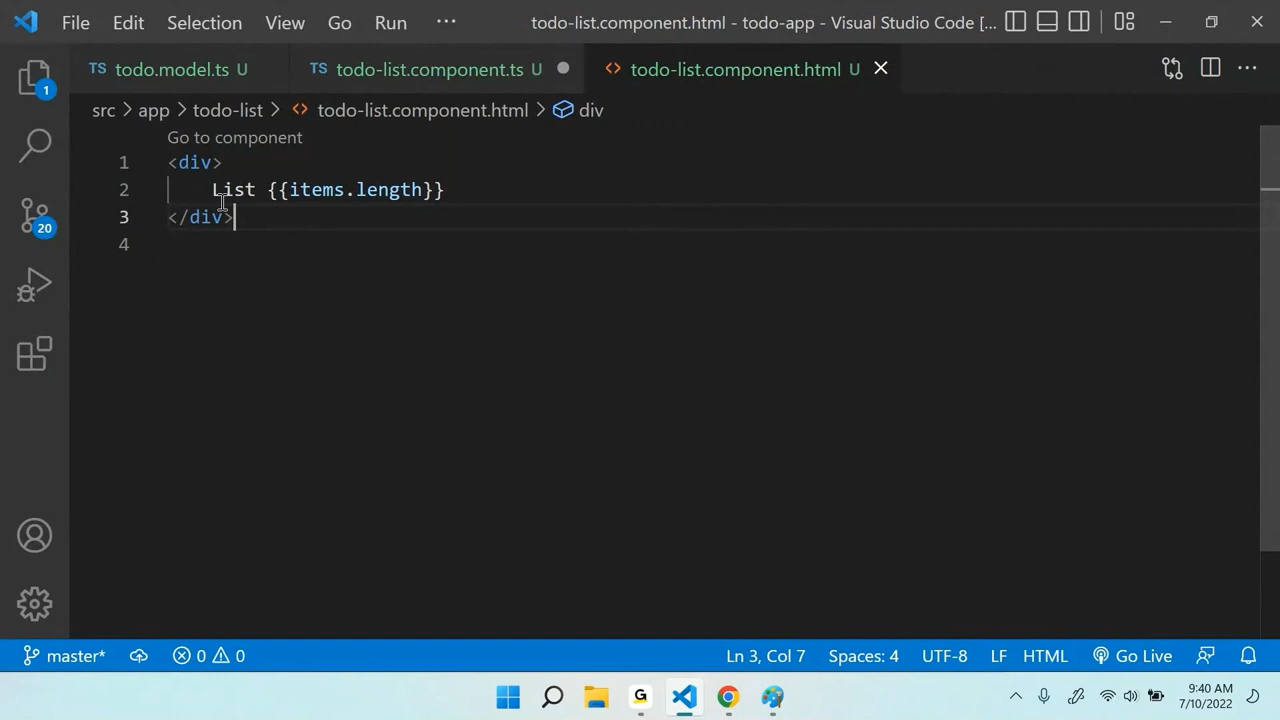 File Edit Selection View Go Run ··· todo-list.component.html - todo-app - Visual Studio Code [...
TS todo.model.ts U TS todo-list.component.ts U <> todo-list.component.html U
src > app > todo-list > <> todo-list.component.html > div
1
Go to component
1 <div>
2 List {{items.length}}
3 </div>
4
20
master* 0 0 Ln 3, Col 7 Spaces: 4 UTF-8 LF HTML Go Live
G 9:40 AM
7/10/2022